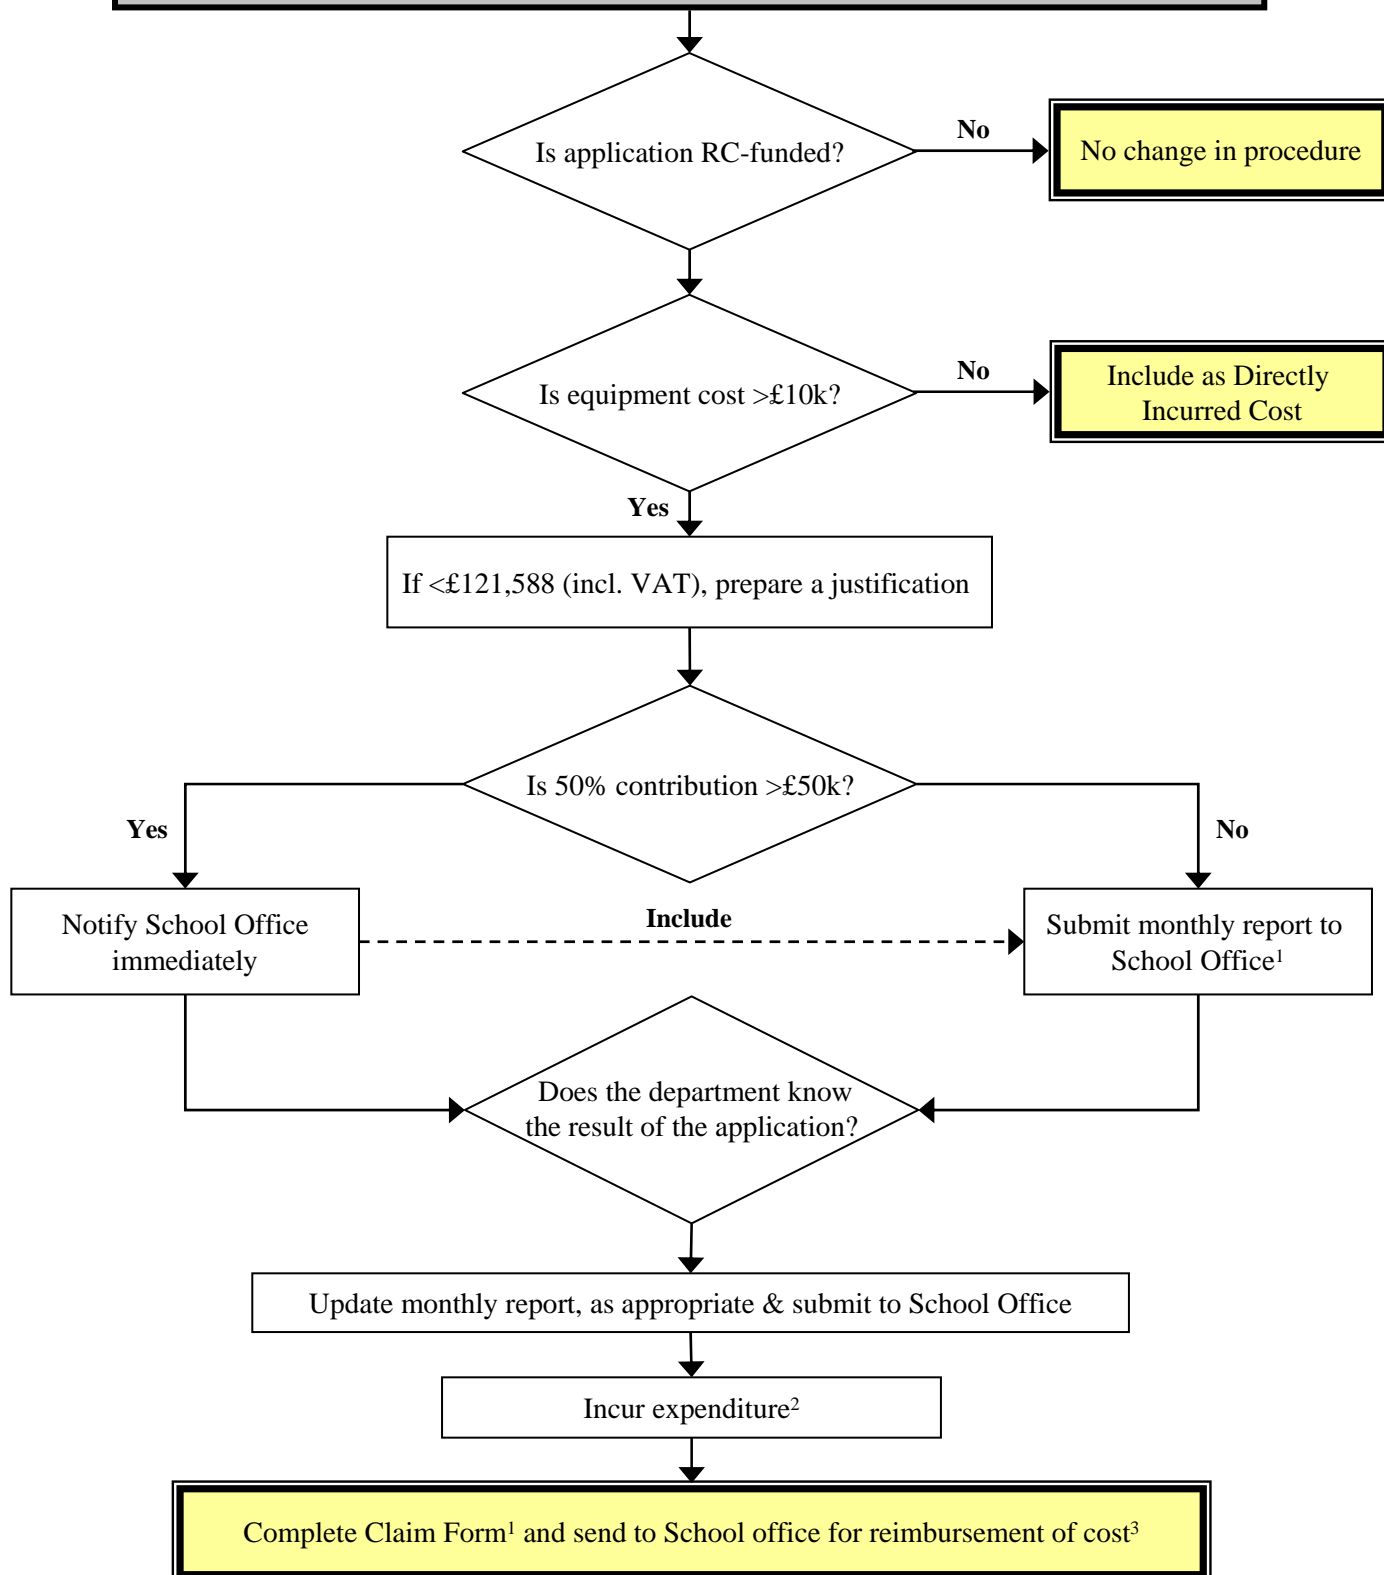 Is application RC-funded?
No
No change in procedure
Is equipment cost >£10k?
No
Include as Directly
Incurred Cost
Yes
If <£121,588 (incl. VAT), prepare a justification
Is 50% contribution >£50k?
Yes
No
Notify School Office
immediately
Include
Submit monthly report to
School Office¹
Does the department know
the result of the application?
Update monthly report, as appropriate & submit to School Office
Incur expenditure²
Complete Claim Form¹ and send to School office for reimbursement of cost³